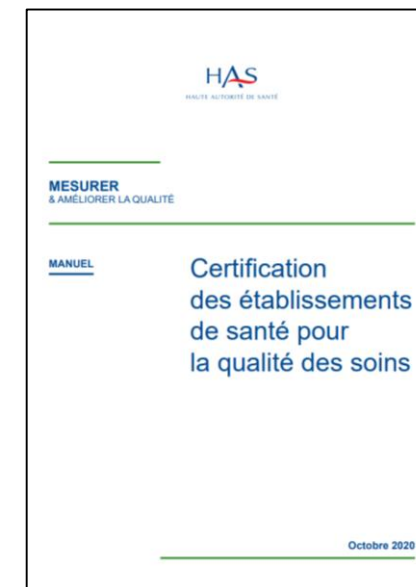 HAS
HAUTE AUTORITÉ DE SANTÉ
MESURER
& AMÉLIORER LA QUALITÉ
MANUEL
Certification
des établissements
de santé pour
la qualité des soins
Octobre 2020